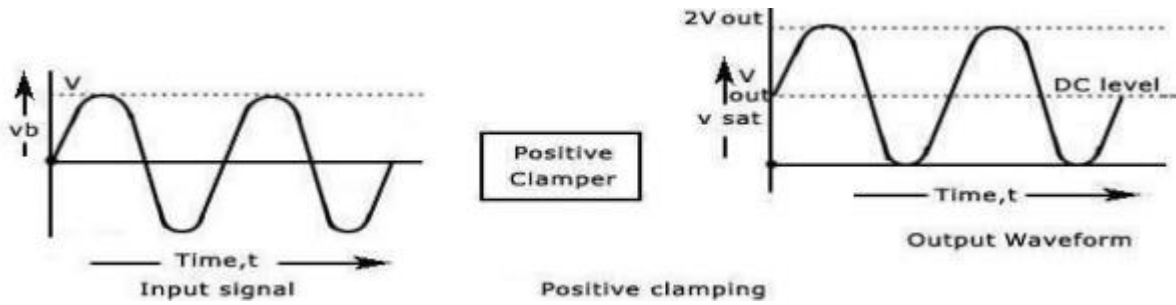 V
vb
Time,t
Input signal
Positive
Clamper
Positive clamping
2V out
V
out
v sat
DC level
Time,t
Output Waveform